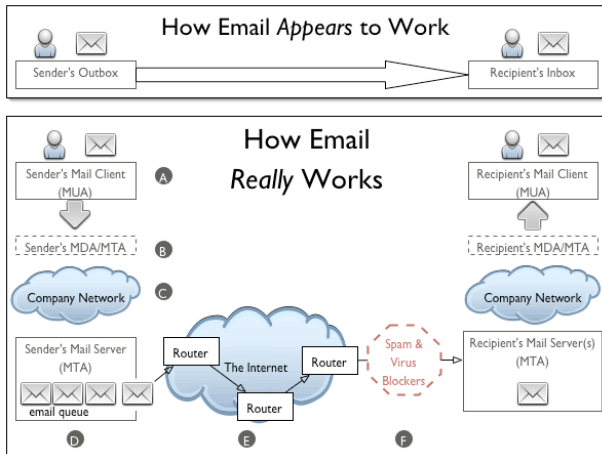 How Email Appears to Work
Sender's Outbox
Recipient's Inbox
How Email
Really Works
Sender's Mail Client
(MUA)
A
Recipient's Mail Client
(MUA)
Sender's MDA/MTA
B
Recipient's MDA/MTA
Company Network
C
Company Network
Sender's Mail Server
(MTA)
email queue
Router
The Internet
Router
Router
Spam &
Virus
Blockers
Recipient's Mail Server(s)
(MTA)
D
E
F